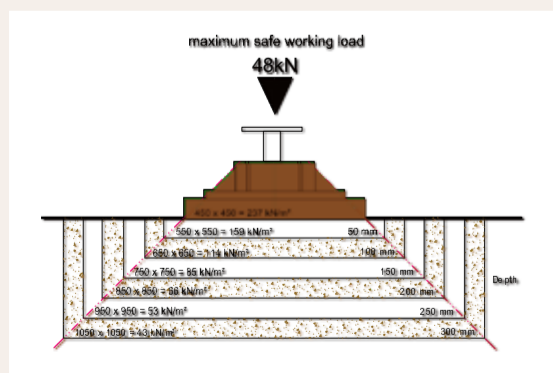 maximum safe working load
48kN
450 x 450 = 237 kN/m²
550 x 550 = 159 kN/m² 50 mm
650 x 650 = 114 kN/m² 100 mm
750 x 750 = 85 kN/m² 150 mm
850 x 850 = 66 kN/m² 200 mm
Depth
950 x 950 = 53 kN/m² 250 mm
1050 x 1050 = 43 kN/m² 300 mm